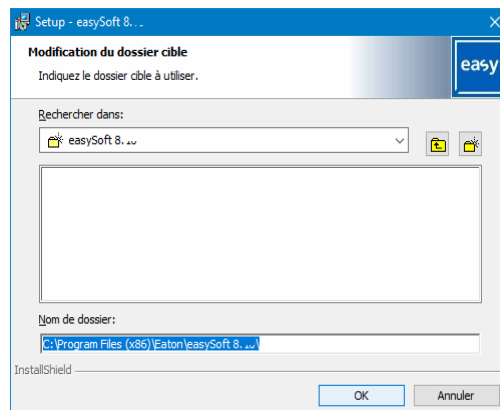 Setup - easySoft 8...
Modification du dossier cible
Indiquez le dossier cible à utiliser.
easy
Rechercher dans:
easySoft 8.
Nom de dossier:
C:\Program Files (x86)\Eaton\easySoft 8.
InstallShield
OK
Annuler